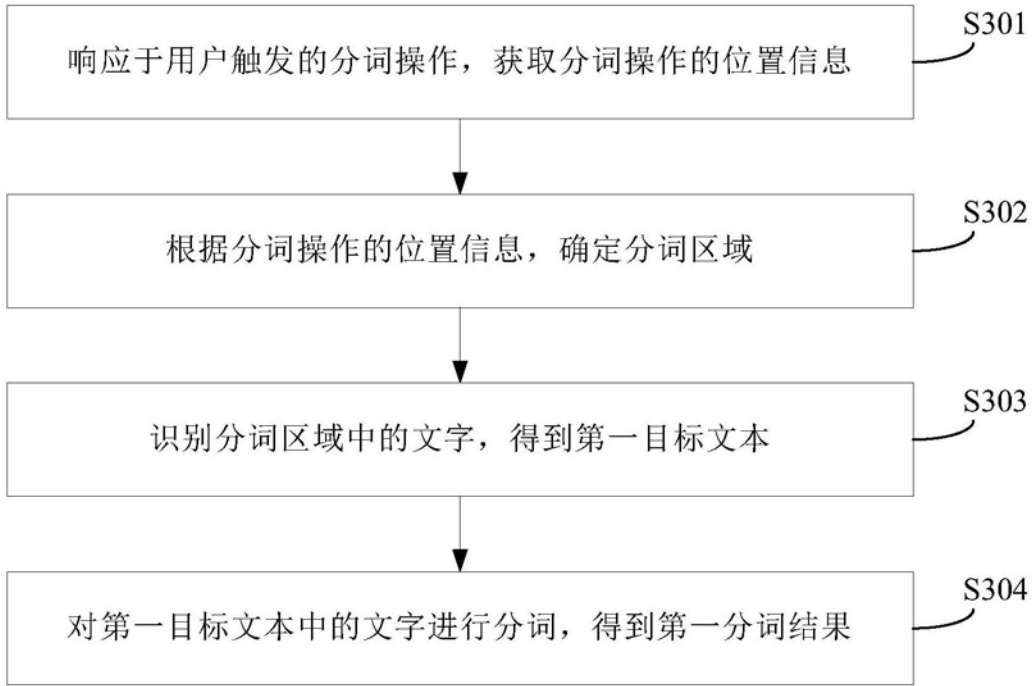 S301
响应于用户触发的分词操作，获取分词操作的位置信息
S302
根据分词操作的位置信息，确定分词区域
S303
识别分词区域中的文字，得到第一目标文本
S304
对第一目标文本中的文字进行分词，得到第一分词结果